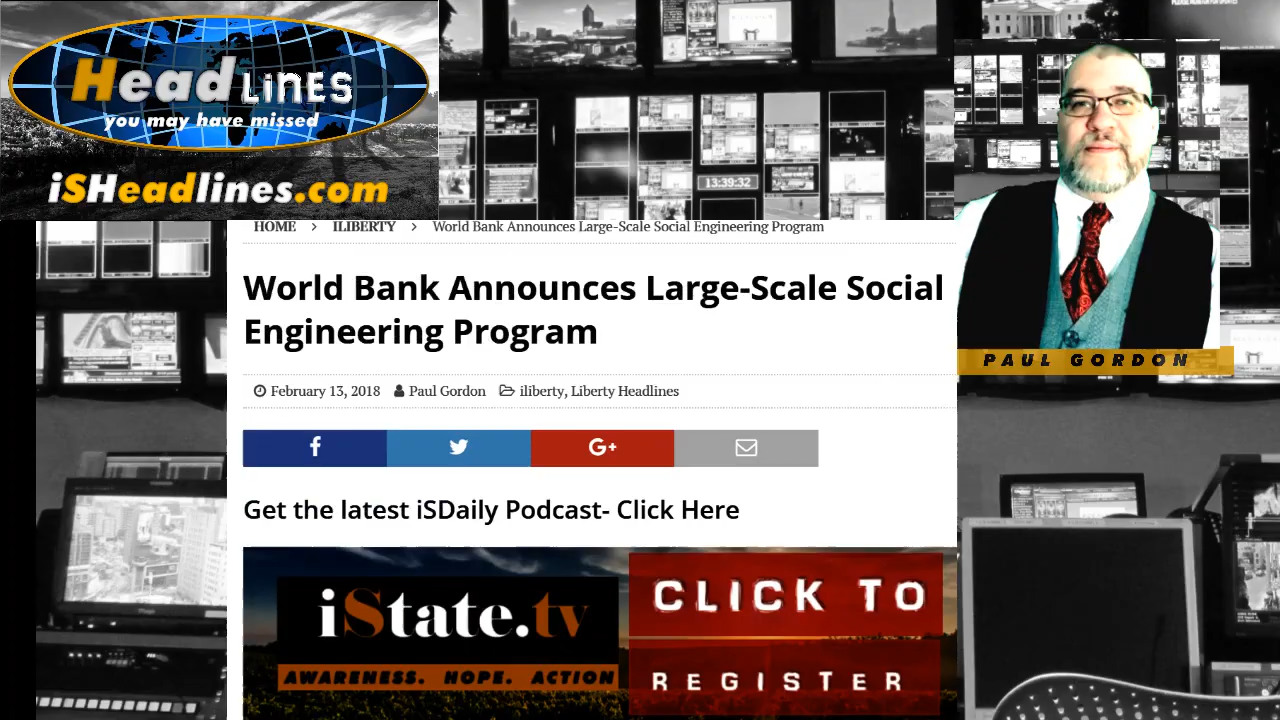 HeadLINES
you may have missed
iSHeadlines.com
13:39:32
HOME > ILIBERTY > World Bank Announces Large-Scale Social Engineering Program
World Bank Announces Large-Scale Social
Engineering Program
PAUL GORDON
February 13, 2018 Paul Gordon iliberty, Liberty Headlines
G+
Get the latest iSDaily Podcast- Click Here
iState.tv
AWARENESS. HOPE. ACTION
CLICK TO
REGISTER